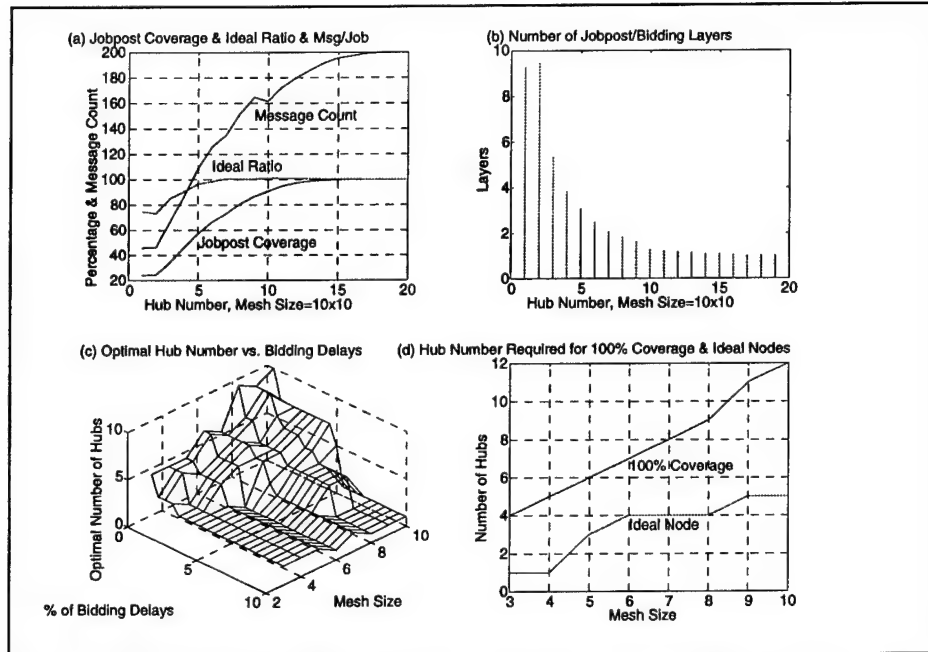 (a) Jobpost Coverage & Ideal Ratio & Msg/Job
Percentage & Message Count
200
180
160
140
120
100
80
60
40
20
Message Count
Ideal Ratio
Jobpost Coverage
0
5
10
15
20
Hub Number, Mesh Size=10x10
(b) Number of Jobpost/Bidding Layers
Layers
10
8
6
4
2
0
0
5
10
15
20
Hub Number, Mesh Size=10x10
(c) Optimal Hub Number vs. Bidding Delays
Optimal Number of Hubs
10
5
0
0
5
10
% of Bidding Delays
2
4
6
8
10
Mesh Size
(d) Hub Number Required for 100% Coverage & Ideal Nodes
Number of Hubs
12
10
8
6
4
2
0
100% Coverage
Ideal Node
3
4
5
6
7
8
9
10
Mesh Size